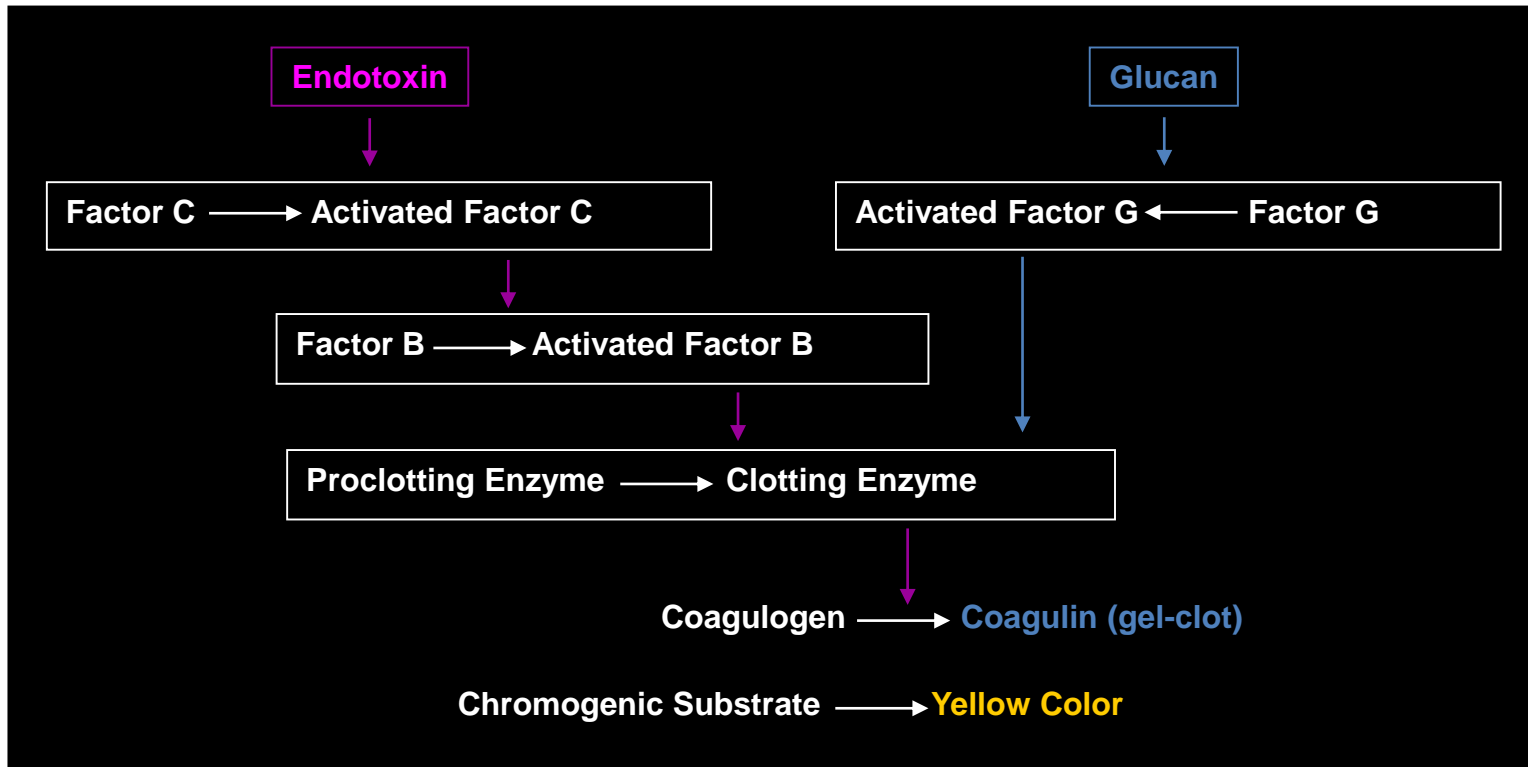 Endotoxin
Glucan
Factor C Activated Factor C
Activated Factor G Factor G
Factor B Activated Factor B
Proclotting Enzyme Clotting Enzyme
Coagulogen Coagulin (gel-clot)
Chromogenic Substrate Yellow Color